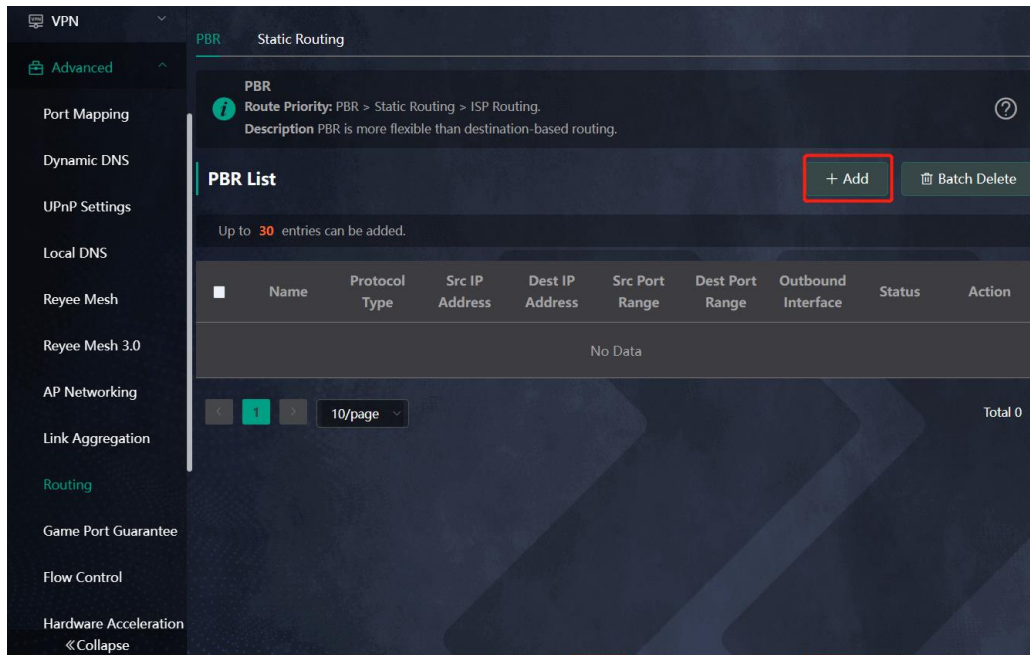 VPN
Advanced
Port Mapping
Dynamic DNS
UPnP Settings
Local DNS
Reyee Mesh
Reyee Mesh 3.0
AP Networking
Link Aggregation
Routing
Game Port Guarantee
Flow Control
Hardware Acceleration
«Collapse
PBR Static Routing
PBR
Route Priority: PBR > Static Routing > ISP Routing.
Description PBR is more flexible than destination-based routing.
PBR List
+ Add
Batch Delete
Up to 30 entries can be added.
Name
Protocol
Type
Src IP
Address
Dest IP
Address
Src Port
Range
Dest Port
Range
Outbound
Interface
Status
Action
No Data
< 1 > 10/page
Total 0